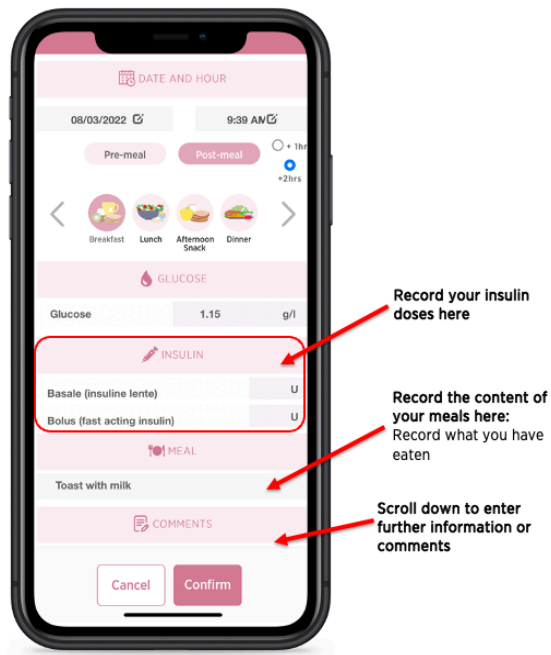 DATE AND HOUR
08/03/2022
9:39 AM
Pre-meal
Post-meal
+ 1hr
+2hrs
Breakfast
Lunch
Afternoon
Snack
Dinner
GLUCOSE
Glucose
1.15
g/l
INSULIN
Basale (insuline lente)
U
Bolus (fast acting insulin)
U
MEAL
Toast with milk
COMMENTS
Cancel
Confirm
Record your insulin
doses here
Record the content of
your meals here:
Record what you have
eaten
Scroll down to enter
further information or
comments